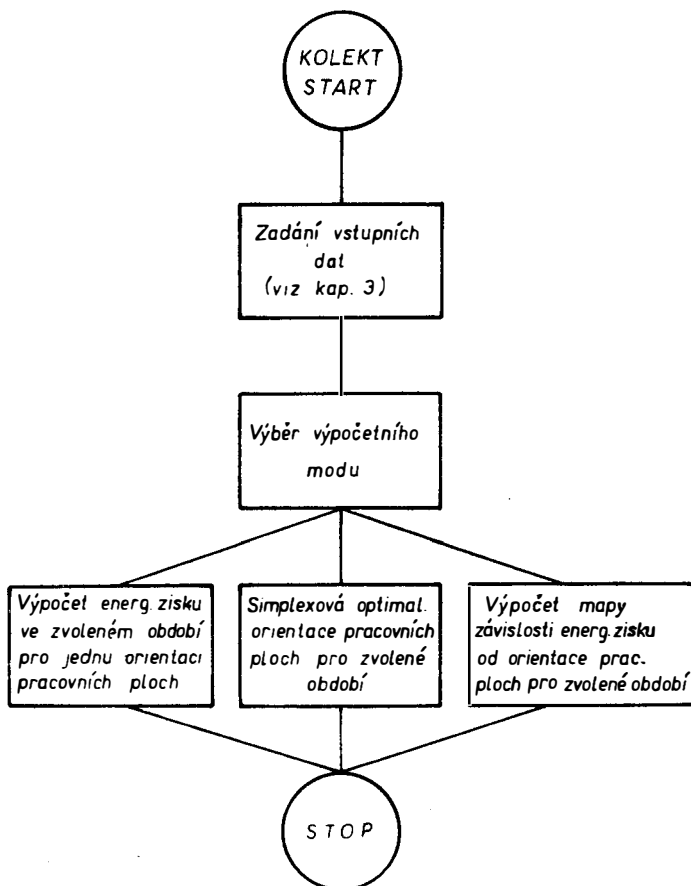 KOLEKT
START
Zadání vstupních
dat
(viz kap. 3)
Výběr výpočetního
modu
Výpočet energ. zisku
ve zvoleném období
pro jednu orientaci
pracovních ploch
Simplexová optimal.
orientace pracovních
ploch pro zvolené
období
Výpočet mapy
závislosti energ. zisku
od orientace prac.
ploch pro zvolené období
STOP